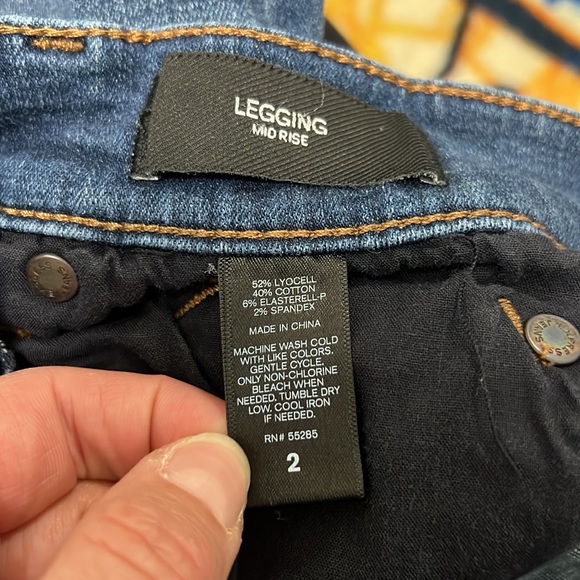 LEGGING
MID RISE
52% LYOCELL
40% COTTON
6% ELASTERELL-P
2% SPANDEX
MADE IN CHINA
MACHINE WASH COLD
WITH LIKE COLORS.
GENTLE CYCLE.
ONLY NON-CHLORINE
BLEACH WHEN
NEEDED. TUMBLE DRY
LOW. COOL IRON
IF NEEDED.
RN# 55285
2